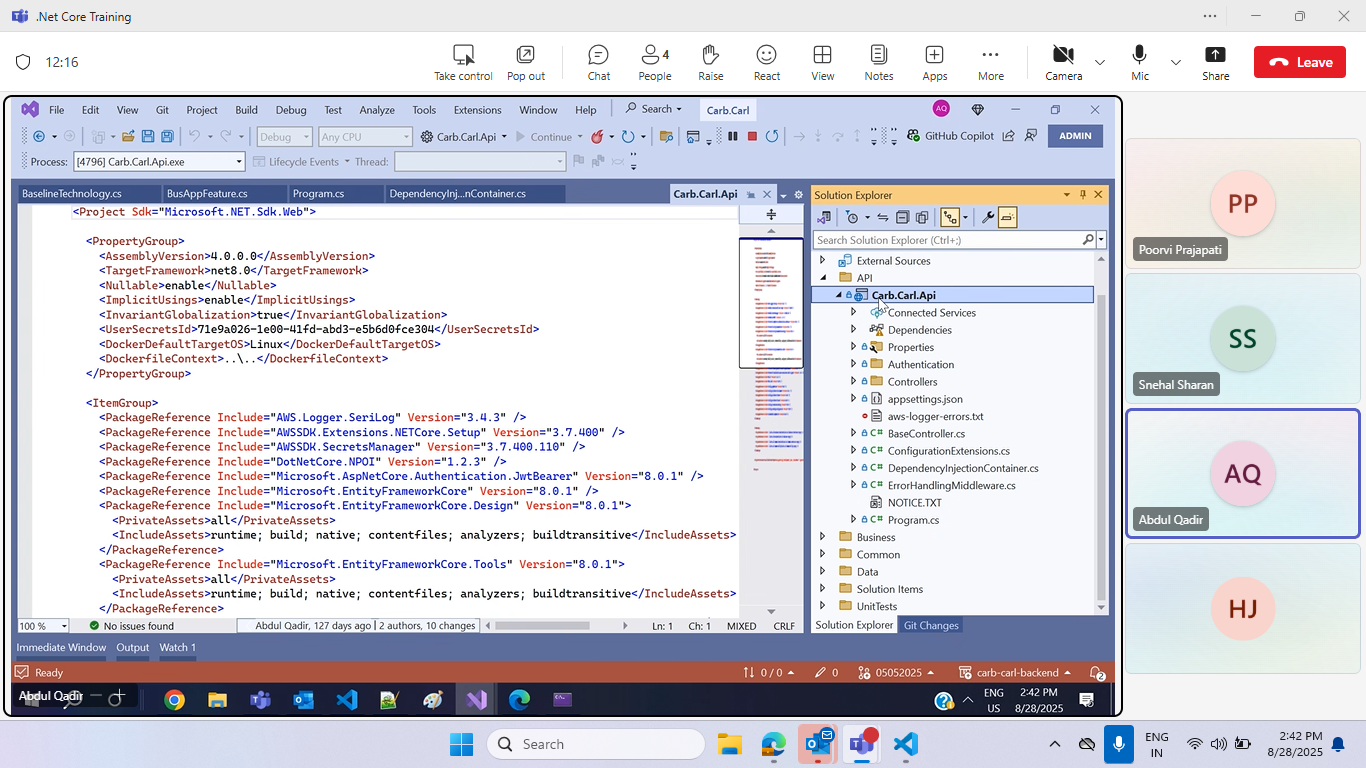 .Net Core Training
12:16
Take control
Pop out
Chat
4
People
Raise
React
View
Notes
Apps
More
Camera
Mic
Share
Leave
File Edit View Git Project Build Debug Test Analyze Tools Extensions Window Help Search Carb.Carl
AQ
Debug Any CPU Carb.Carl.Api Continue GitHub Copilot ADMIN
Process: [4796] Carb.Carl.Api.exe Lifecycle Events Thread:
BaselineTechnology.cs BusAppFeature.cs Program.cs DependencyInj...nContainer.cs Carb.Carl.Api
<Project Sdk="Microsoft.NET.Sdk.Web">
<PropertyGroup>
<AssemblyVersion>4.0.0.0</AssemblyVersion>
<TargetFramework>net8.0</TargetFramework>
<Nullable>enable</Nullable>
<ImplicitUsings>enable</ImplicitUsings>
<InvariantGlobalization>true</InvariantGlobalization>
<UserSecretsId>71e9a026-1e00-41fd-abd3-e5b6d0fce304</UserSecretsId>
<DockerDefaultTargetOS>Linux</DockerDefaultTargetOS>
<DockerfileContext>..\..</DockerfileContext>
</PropertyGroup>
<ItemGroup>
<PackageReference Include="AWS.Logger.SeriLog" Version="3.4.3" />
<PackageReference Include="AWSSDK.Extensions.NETCore.Setup" Version="3.7.400" />
<PackageReference Include="AWSSDK.SecretsManager" Version="3.7.400.110" />
<PackageReference Include="DotNetCore.NPOI" Version="1.2.3" />
<PackageReference Include="Microsoft.AspNetCore.Authentication.JwtBearer" Version="8.0.1" />
<PackageReference Include="Microsoft.EntityFrameworkCore" Version="8.0.1" />
<PackageReference Include="Microsoft.EntityFrameworkCore.Design" Version="8.0.1">
<PrivateAssets>all</PrivateAssets>
<IncludeAssets>runtime; build; native; contentfiles; analyzers; buildtransitive</IncludeAssets>
</PackageReference>
<PackageReference Include="Microsoft.EntityFrameworkCore.Tools" Version="8.0.1">
<PrivateAssets>all</PrivateAssets>
<IncludeAssets>runtime; build; native; contentfiles; analyzers; buildtransitive</IncludeAssets>
</PackageReference>
100 % No issues found Abdul Qadir, 127 days ago | 2 authors, 10 changes Ln: 1 Ch: 1 MIXED CRLF
Solution Explorer
Search Solution Explorer (Ctrl+;)
External Sources
API
Carb.Carl.Api
Connected Services
Dependencies
Properties
Authentication
Controllers
appsettings.json
aws-logger-errors.txt
C# BaseController.cs
C# ConfigurationExtensions.cs
C# DependencyInjectionContainer.cs
C# ErrorHandlingMiddleware.cs
NOTICE.TXT
C# Program.cs
Business
Common
Data
Solution Items
UnitTests
Solution Explorer Git Changes
Immediate Window Output Watch 1
Ready 0 / 0 0 05052025 carb-carl-backend 2
Abdul Qadir
ENG
US
2:42 PM
8/28/2025
PP
Poorvi Prajapati
SS
Snehal Sharan
AQ
Abdul Qadir
HJ
Search
ENG
IN
2:42 PM
8/28/2025